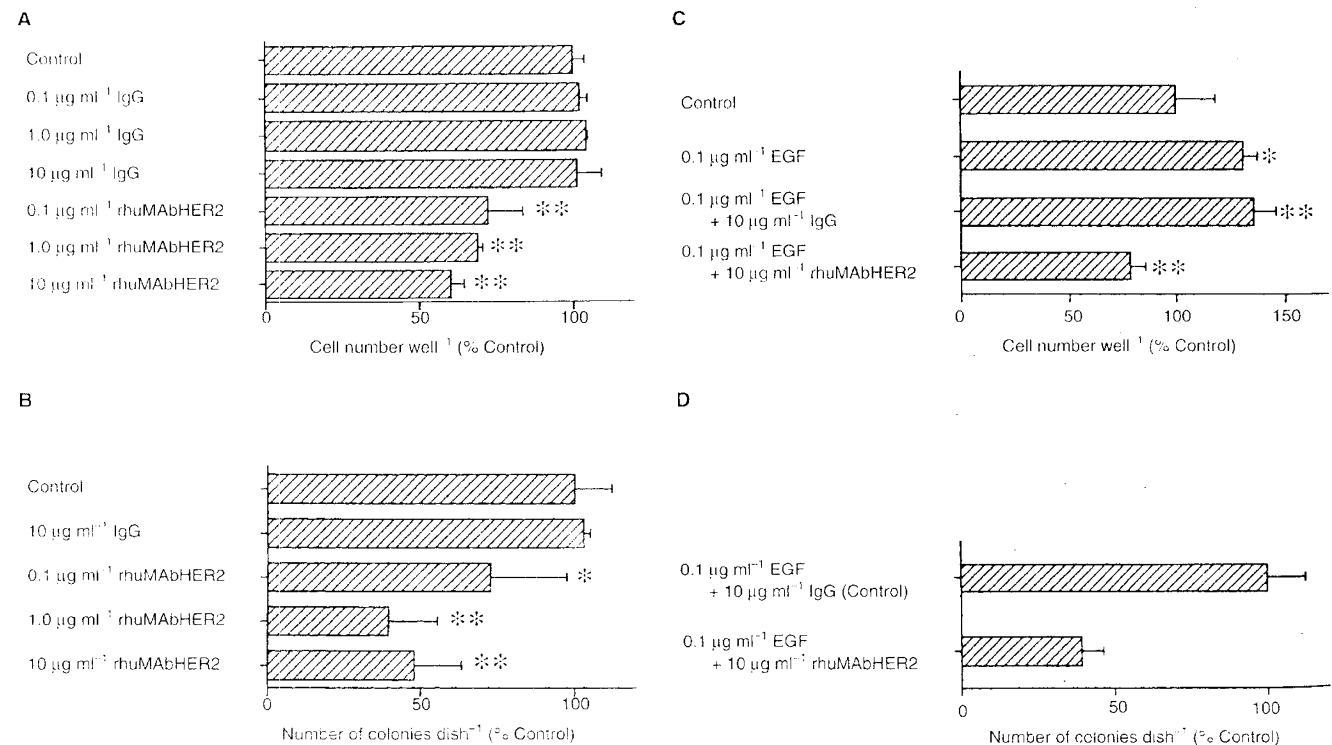 A
Control
0.1 µg ml⁻¹ IgG
1.0 µg ml⁻¹ IgG
10 µg ml⁻¹ IgG
0.1 µg ml⁻¹ rhuMAbHER2
**
1.0 µg ml⁻¹ rhuMAbHER2
**
10 µg ml⁻¹ rhuMAbHER2
**
0 50 100
Cell number well⁻¹ (% Control)
B
Control
10 µg ml⁻¹ IgG
0.1 µg ml⁻¹ rhuMAbHER2
*
1.0 µg ml⁻¹ rhuMAbHER2
**
10 µg ml⁻¹ rhuMAbHER2
**
0 50 100
Number of colonies dish⁻¹ (% Control)
C
Control
0.1 µg ml⁻¹ EGF
*
0.1 µg ml⁻¹ EGF
+ 10 µg ml⁻¹ IgG
**
0.1 µg ml⁻¹ EGF
+ 10 µg ml⁻¹ rhuMAbHER2
**
0 50 100 150
Cell number well⁻¹ (% Control)
D
0.1 µg ml⁻¹ EGF
+ 10 µg ml⁻¹ IgG (Control)
0.1 µg ml⁻¹ EGF
+ 10 µg ml⁻¹ rhuMAbHER2
0 50 100
Number of colonies dish⁻¹ (% Control)